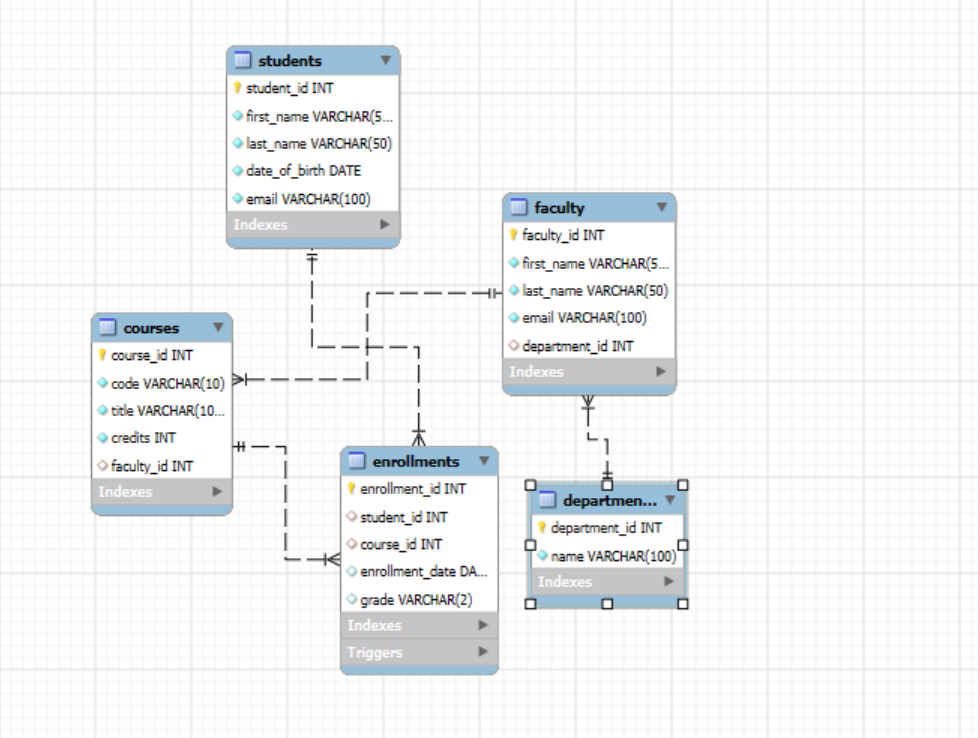 students
student_id INT
first_name VARCHAR(5...
last_name VARCHAR(50)
date_of_birth DATE
email VARCHAR(100)
Indexes
faculty
faculty_id INT
first_name VARCHAR(5...
last_name VARCHAR(50)
email VARCHAR(100)
department_id INT
Indexes
courses
course_id INT
code VARCHAR(10)
title VARCHAR(10...
credits INT
faculty_id INT
Indexes
enrollments
enrollment_id INT
student_id INT
course_id INT
enrollment_date DA...
grade VARCHAR(2)
Indexes
Triggers
departmen...
department_id INT
name VARCHAR(100)
Indexes